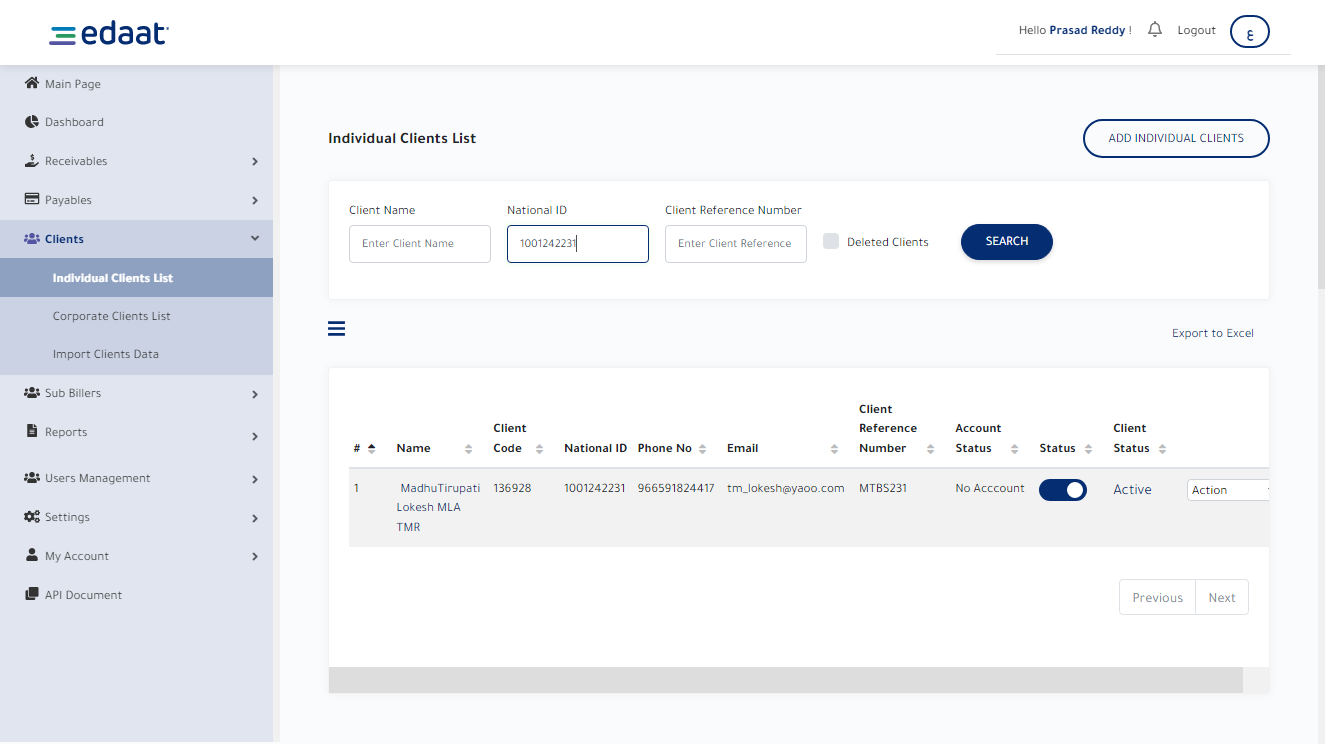 edaat
Hello Prasad Reddy !
Logout
ع
Main Page
Dashboard
Receivables
Payables
Clients
Individual Clients List
Corporate Clients List
Import Clients Data
Sub Billers
Reports
Users Management
Settings
My Account
API Document
Individual Clients List
ADD INDIVIDUAL CLIENTS
Client Name
National ID
Client Reference Number
Enter Client Name
1001242231
Enter Client Reference
Deleted Clients
SEARCH
Export to Excel
# Name Client Code National ID Phone No Email Client Reference Number Account Status Status Client Status
1 MadhuTirupati 136928 1001242231 966591824417 tm_lokesh@yaoo.com MTBS231 No Acccount Active Action
Lokesh MLA
TMR
Previous Next